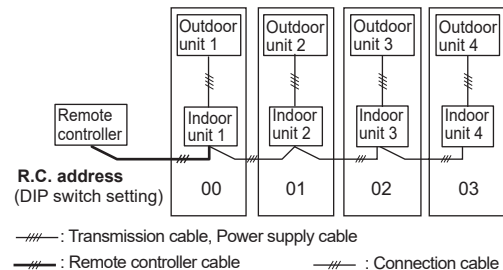 Outdoor unit 1
Outdoor unit 2
Outdoor unit 3
Outdoor unit 4
Remote controller
Indoor unit 1
Indoor unit 2
Indoor unit 3
Indoor unit 4
R.C. address
(DIP switch setting)
00
01
02
03
: Transmission cable, Power supply cable
: Remote controller cable
: Connection cable